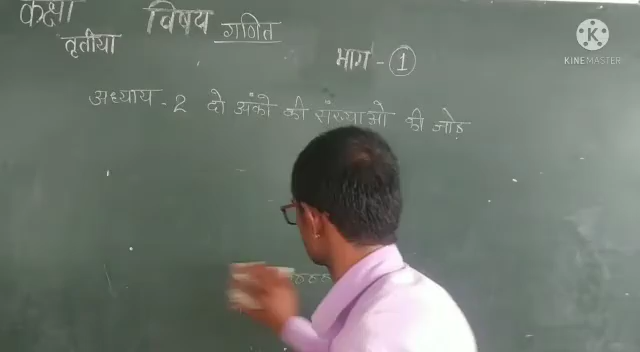 कक्षा विषय गणित
तृतीया भाग - 1
KINEMASTER
अध्याय - 2 दो अंको की संख्याओ की जोड़